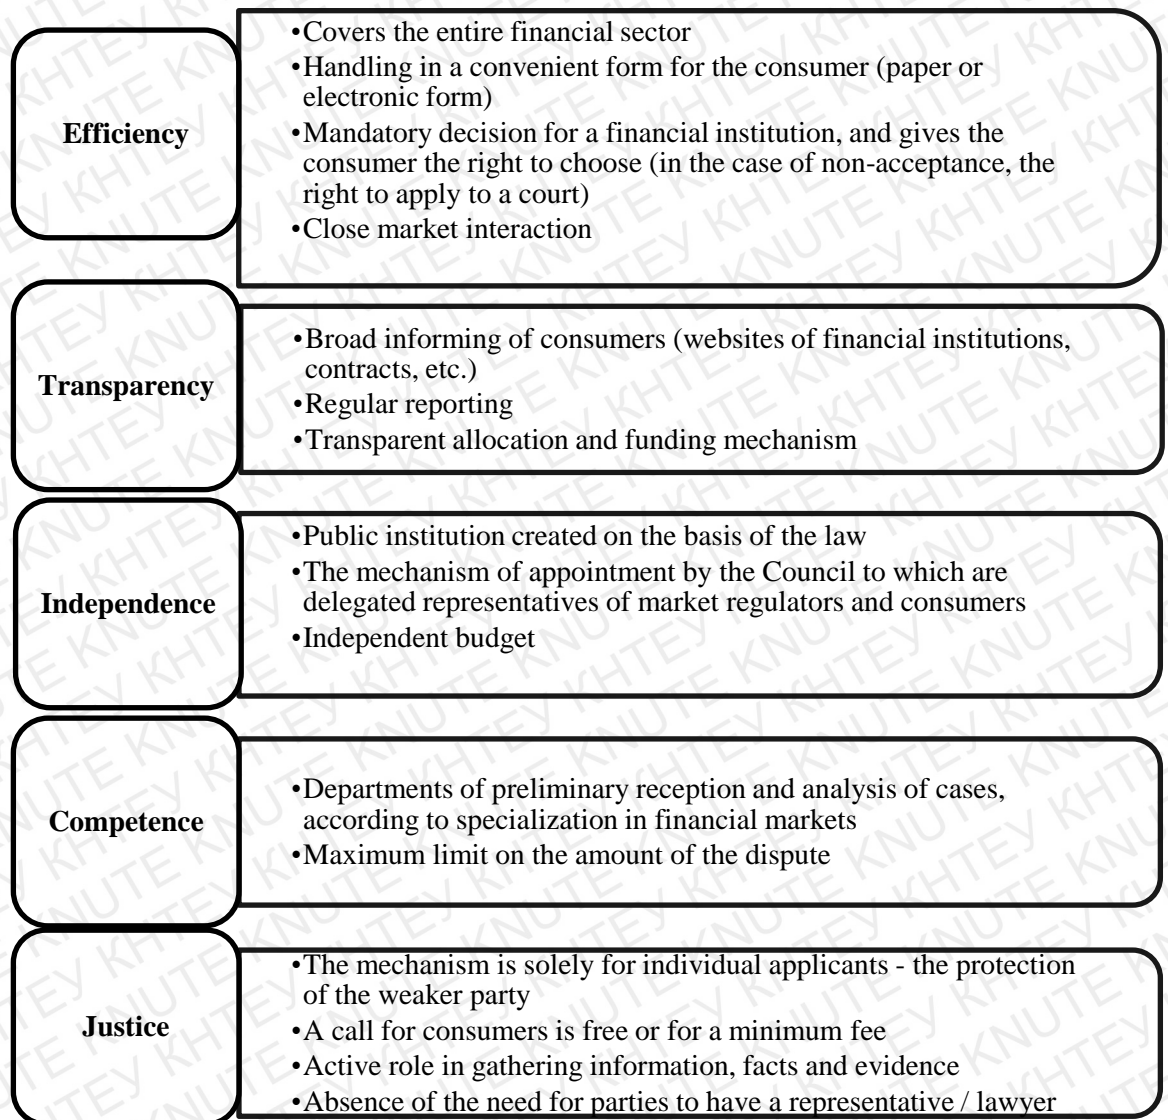 Efficiency
•Covers the entire financial sector
•Handling in a convenient form for the consumer (paper or
electronic form)
•Mandatory decision for a financial institution, and gives the
consumer the right to choose (in the case of non-acceptance, the
right to apply to a court)
•Close market interaction
Transparency
•Broad informing of consumers (websites of financial institutions,
contracts, etc.)
•Regular reporting
•Transparent allocation and funding mechanism
Independence
•Public institution created on the basis of the law
•The mechanism of appointment by the Council to which are
delegated representatives of market regulators and consumers
•Independent budget
Competence
•Departments of preliminary reception and analysis of cases,
according to specialization in financial markets
•Maximum limit on the amount of the dispute
Justice
•The mechanism is solely for individual applicants - the protection
of the weaker party
•A call for consumers is free or for a minimum fee
•Active role in gathering information, facts and evidence
•Absence of the need for parties to have a representative / lawyer